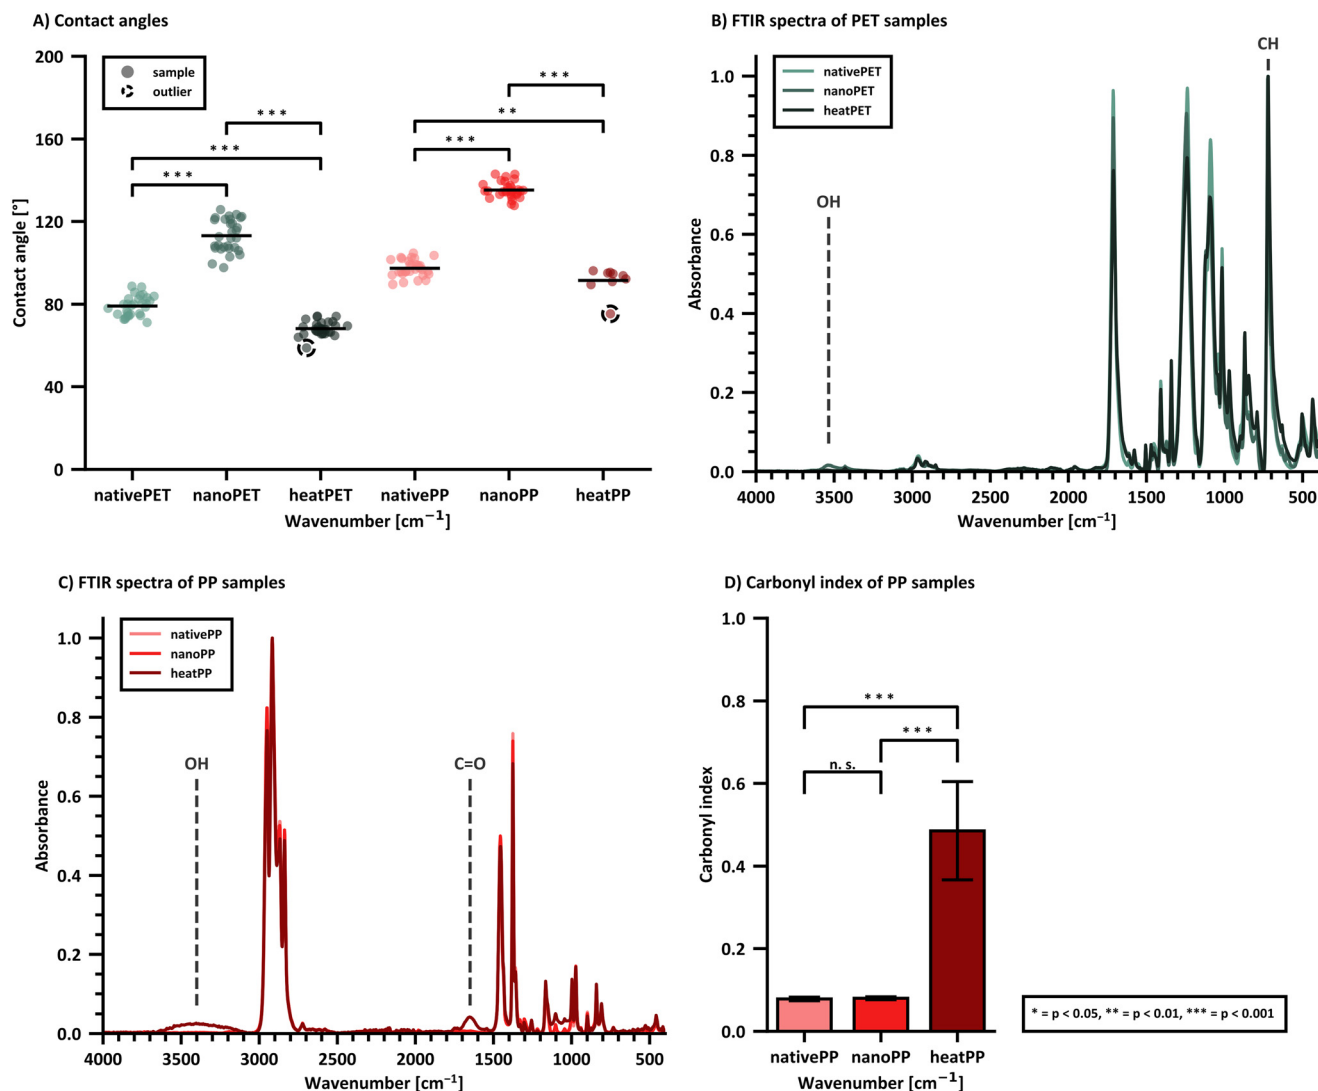 A) Contact angles
200
160
120
80
40
0
Contact angle [°]
sample
outlier
* * *
* * *
* * *
* * *
* *
* * *
nativePET
nanoPET
heatPET
nativePP
nanoPP
heatPP
Wavenumber [cm⁻¹]
B) FTIR spectra of PET samples
CH
nativePET
nanoPET
heatPET
OH
1.0
0.8
0.6
0.4
0.2
0.0
Absorbance
4000
3500
3000
2500
2000
1500
1000
500
Wavenumber [cm⁻¹]
C) FTIR spectra of PP samples
nativePP
nanoPP
heatPP
OH
C=O
1.0
0.8
0.6
0.4
0.2
0.0
Absorbance
4000
3500
3000
2500
2000
1500
1000
500
Wavenumber [cm⁻¹]
D) Carbonyl index of PP samples
1.0
0.8
0.6
0.4
0.2
0.0
Carbonyl index
* * *
* * *
n. s.
nativePP
nanoPP
heatPP
Wavenumber [cm⁻¹]
* = p < 0.05, ** = p < 0.01, *** = p < 0.001